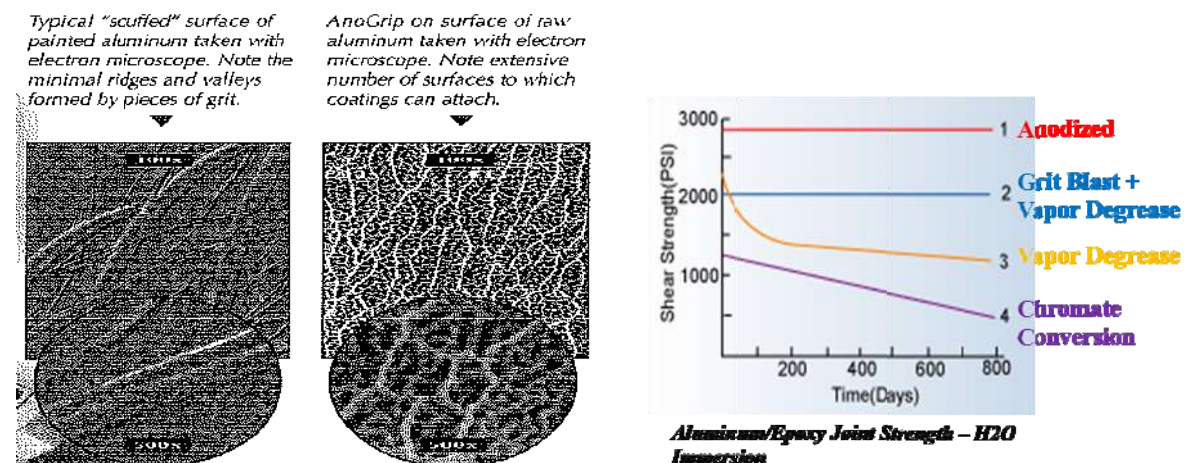 Typical "scuffed" surface of
painted aluminum taken with
electron microscope. Note the
minimal ridges and valleys
formed by pieces of grit.
AnoGrip on surface of raw
aluminum taken with electron
microscope. Note extensive
number of surfaces to which
coatings can attach.
500x
Shear Strength(PSI)
3000
2000
1000
200
400
600
800
Time(Days)
1 Anodized
2 Grit Blast +
Vapor Degrease
3 Vapor Degrease
4 Chromate
Conversion
Aluminum/Epoxy Joint Strength – H2O
Immersion